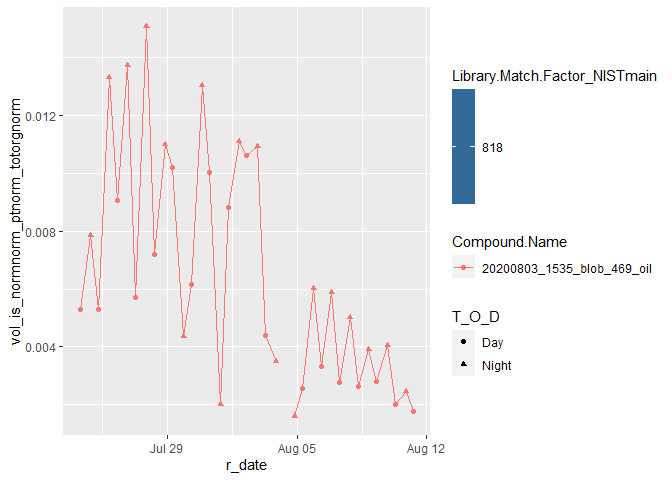 vol_is_normnorm_ptnorm_totorgnorm
0.012
0.008
0.004
Jul 29
Aug 05
Aug 12
r_date
Library.Match.Factor_NISTmain
818
Compound.Name
20200803_1535_blob_469_oil
T_O_D
Day
Night